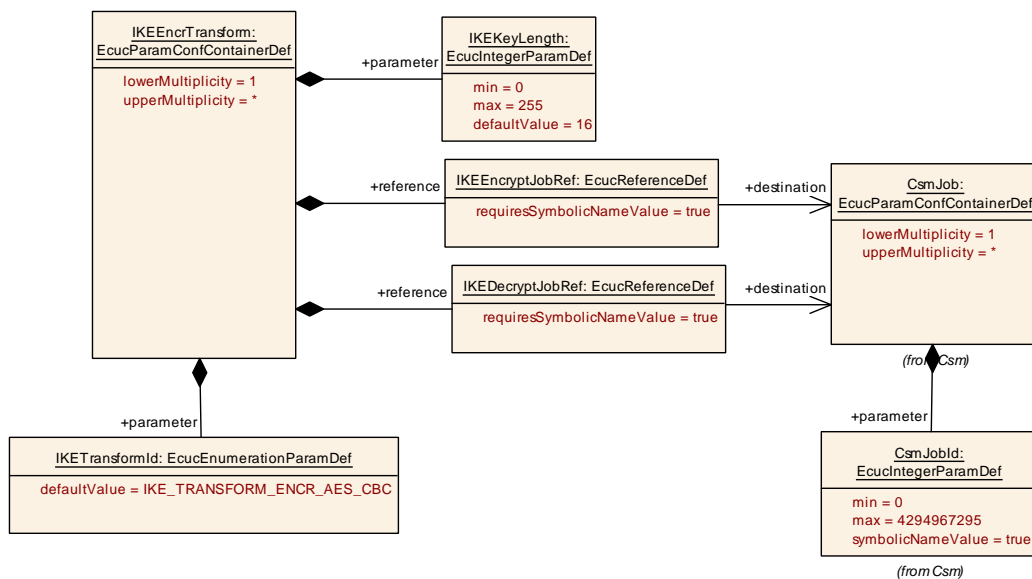 IKEEncrTransform:
EcucParamConfContainerDef
lowerMultiplicity = 1
upperMultiplicity = *
+parameter
IKEKeyLength:
EcucIntegerParamDef
min = 0
max = 255
defaultValue = 16
+reference
IKEEncryptJobRef: EcucReferenceDef
requiresSymbolicNameValue = true
+destination
CsmJob:
EcucParamConfContainerDef
lowerMultiplicity = 1
upperMultiplicity = *
+reference
IKEDecryptJobRef: EcucReferenceDef
requiresSymbolicNameValue = true
+destination
(from Csm)
+parameter
IKETransformId: EcucEnumerationParamDef
defaultValue = IKE_TRANSFORM_ENCR_AES_CBC
+parameter
CsmJobId:
EcucIntegerParamDef
min = 0
max = 4294967295
symbolicNameValue = true
(from Csm)